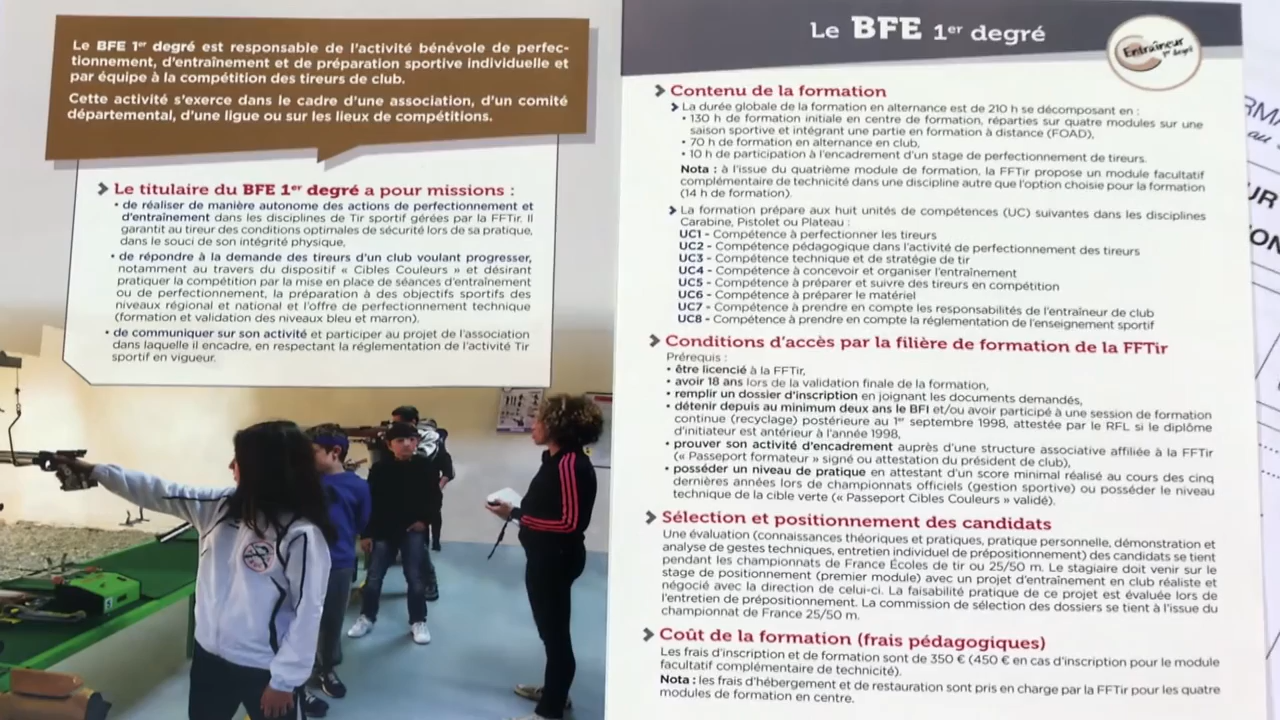 Le BFE 1er degré est responsable de l'activité bénévole de perfec-
tionnement, d'entraînement et de préparation sportive individuelle et
par équipe à la compétition des tireurs de club.
Cette activité s'exerce dans le cadre d'une association, d'un comité
départemental, d'une ligue ou sur les lieux de compétitions.
Le titulaire du BFE 1er degré a pour missions :
• de réaliser de manière autonome des actions de perfectionnement et
d'entraînement dans les disciplines de Tir sportif gérées par la FFTir. Il
garantit au tireur des conditions optimales de sécurité lors de sa pratique,
dans le souci de son intégrité physique,
• de répondre à la demande des tireurs d'un club voulant progresser,
notamment au travers du dispositif « Cibles Couleurs » et désirant
pratiquer la compétition par la mise en place de séances d'entraînement
ou de perfectionnement, la préparation à des objectifs sportifs des
niveaux régional et national et l'offre de perfectionnement technique
(formation et validation des niveaux bleu et marron).
• de communiquer sur son activité et participer au projet de l'association
dans laquelle il encadre, en respectant la réglementation de l'activité Tir
sportif en vigueur.
Le BFE 1er degré
Entraîneur
1er degré
Contenu de la formation
La durée globale de la formation en alternance est de 210 h se décomposant en :
• 130 h de formation initiale en centre de formation, réparties sur quatre modules sur une
saison sportive et intégrant une partie en formation à distance (FOAD),
• 70 h de formation en alternance en club,
• 10 h de participation à l'encadrement d'un stage de perfectionnement de tireurs.
Nota : à l'issue du quatrième module de formation, la FFTir propose un module facultatif
complémentaire de technicité dans une discipline autre que l'option choisie pour la formation
(14 h de formation).
La formation prépare aux huit unités de compétences (UC) suivantes dans les disciplines
Carabine, Pistolet ou Plateau :
UC1 - Compétence à perfectionner les tireurs
UC2 - Compétence pédagogique dans l'activité de perfectionnement des tireurs
UC3 - Compétence technique et de stratégie de tir
UC4 - Compétence à concevoir et organiser l'entraînement
UC5 - Compétence à préparer et suivre des tireurs en compétition
UC6 - Compétence à préparer le matériel
UC7 - Compétence à prendre en compte les responsabilités de l'entraîneur de club
UC8 - Compétence à prendre en compte la réglementation de l'enseignement sportif
Conditions d'accès par la filière de formation de la FFTir
Prérequis :
• être licencié à la FFTir,
• avoir 18 ans lors de la validation finale de la formation,
• remplir un dossier d'inscription en joignant les documents demandés,
• détenir depuis au minimum deux ans le BFI et/ou avoir participé à une session de formation
continue (recyclage) postérieure au 1er septembre 1998, attestée par le RFL si le diplôme
d'initiateur est antérieur à l'année 1998,
• prouver son activité d'encadrement auprès d'une structure associative affiliée à la FFTir
(« Passeport formateur » signé ou attestation du président de club),
• posséder un niveau de pratique en attestant d'un score minimal réalisé au cours des cinq
dernières années lors de championnats officiels (gestion sportive) ou posséder le niveau
technique de la cible verte (« Passeport Cibles Couleurs » validé).
Sélection et positionnement des candidats
Une évaluation (connaissances théoriques et pratiques, pratique personnelle, démonstration et
analyse de gestes techniques, entretien individuel de prépositionnement) des candidats se tient
pendant les championnats de France Écoles de tir ou 25/50 m. Le stagiaire doit venir sur le
stage de positionnement (premier module) avec un projet d'entraînement en club réaliste et
négocié avec la direction de celui-ci. La faisabilité pratique de ce projet est évaluée lors de
l'entretien de prépositionnement. La commission de sélection des dossiers se tient à l'issue du
championnat de France 25/50 m.
Coût de la formation (frais pédagogiques)
Les frais d'inscription et de formation sont de 350 € (450 € en cas d'inscription pour le module
facultatif complémentaire de technicité).
Nota : les frais d'hébergement et de restauration sont pris en charge par la FFTir pour les quatre
modules de formation en centre.